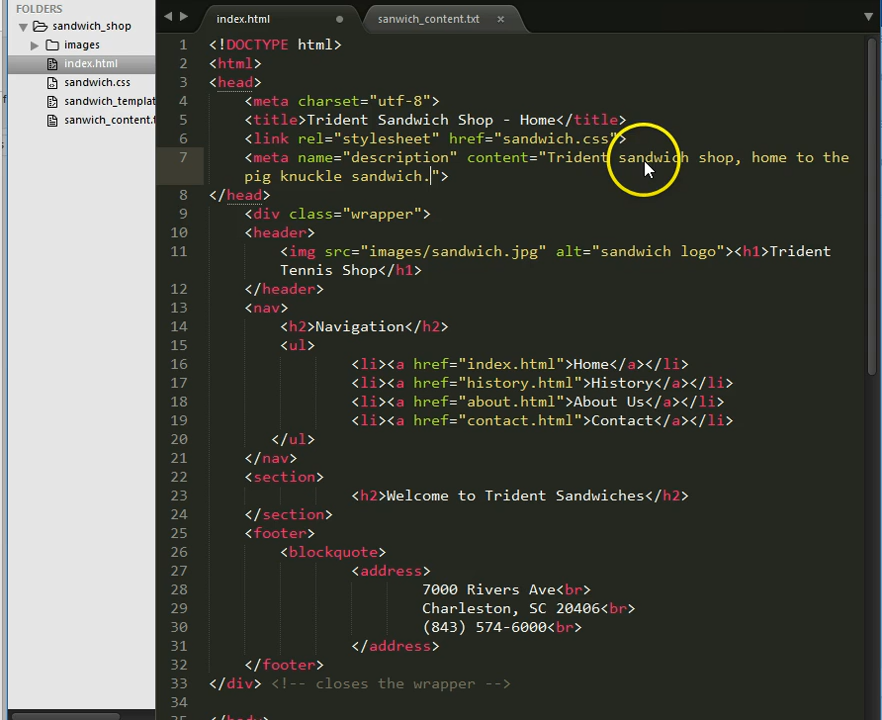 FOLDERS
sandwich_shop
images
index.html
sandwich.css
sandwich_templat
sanwich_content.t
index.html
sanwich_content.txt
1 <!DOCTYPE html>
2 <html>
3 <head>
4 <meta charset="utf-8">
5 <title>Trident Sandwich Shop - Home</title>
6 <link rel="stylesheet" href="sandwich.css">
7 <meta name="description" content="Trident sandwich shop, home to the
pig knuckle sandwich.">
8 </head>
9 <div class="wrapper">
10 <header>
11 <img src="images/sandwich.jpg" alt="sandwich logo"><h1>Trident
Tennis Shop</h1>
12 </header>
13 <nav>
14 <h2>Navigation</h2>
15 <ul>
16 <li><a href="index.html">Home</a></li>
17 <li><a href="history.html">History</a></li>
18 <li><a href="about.html">About Us</a></li>
19 <li><a href="contact.html">Contact</a></li>
20 </ul>
21 </nav>
22 <section>
23 <h2>Welcome to Trident Sandwiches</h2>
24 </section>
25 <footer>
26 <blockquote>
27 <address>
28 7000 Rivers Ave<br>
29 Charleston, SC 20406<br>
30 (843) 574-6000<br>
31 </address>
32 </footer>
33 </div> <!-- closes the wrapper -->
34
35 </body>